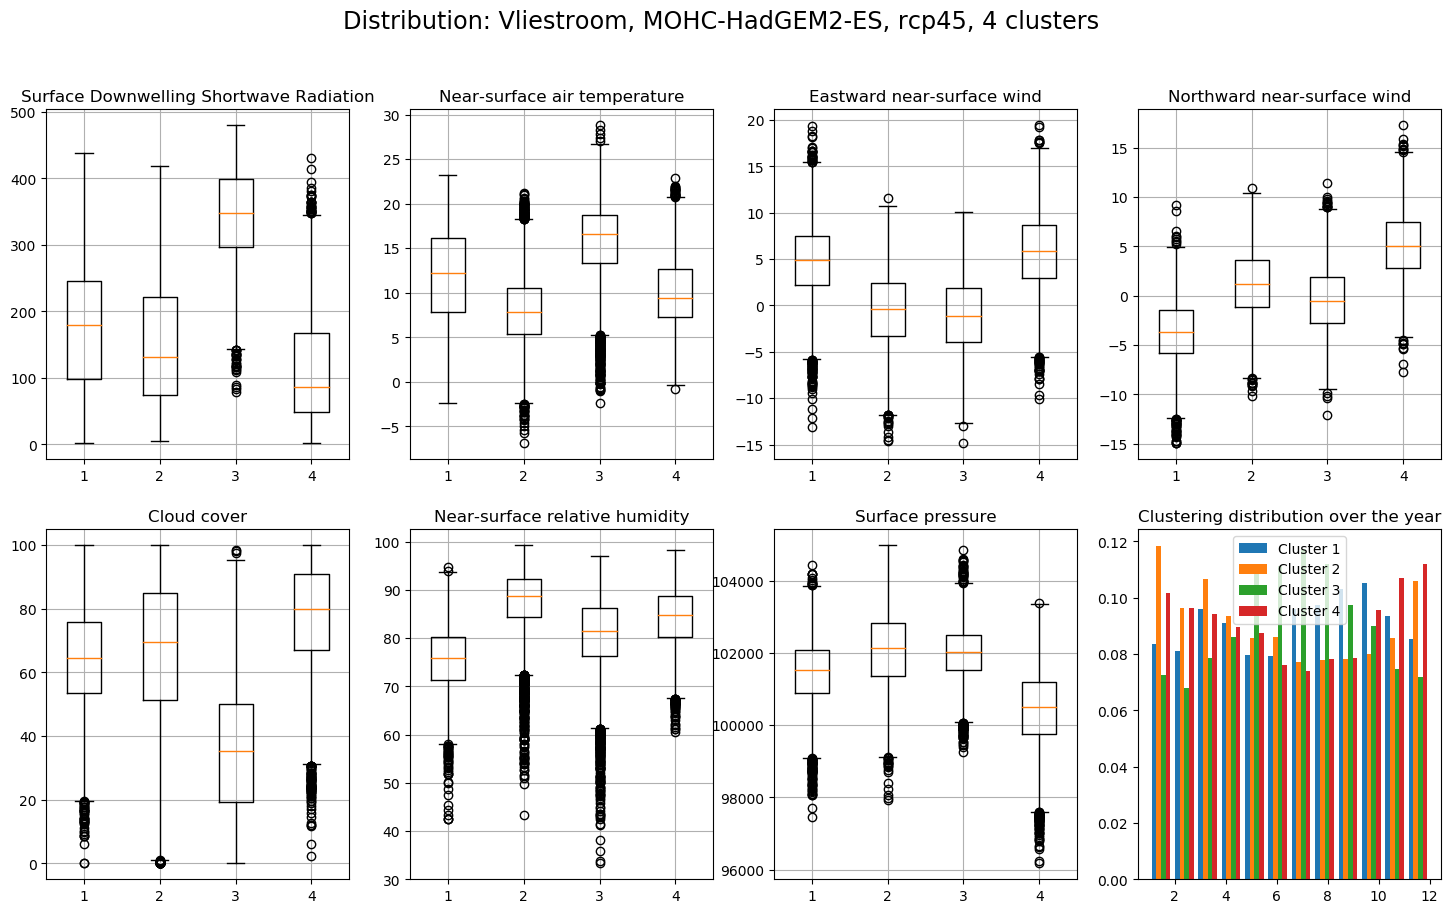 Distribution: Vliestroom, MOHC-HadGEM2-ES, rcp45, 4 clusters
Surface Downwelling Shortwave Radiation
500
400
300
200
100
0
1 2 3 4
Near-surface air temperature
30
25
20
15
10
5
0
−5
1 2 3 4
Eastward near-surface wind
20
15
10
5
0
−5
−10
−15
1 2 3 4
Northward near-surface wind
15
10
5
0
−5
−10
−15
1 2 3 4
Cloud cover
100
80
60
40
20
0
1 2 3 4
Near-surface relative humidity
100
90
80
70
60
50
40
30
1 2 3 4
Surface pressure
104000
102000
100000
98000
96000
1 2 3 4
Clustering distribution over the year
Cluster 1
Cluster 2
Cluster 3
Cluster 4
0.12
0.10
0.08
0.06
0.04
0.02
0.00
2 4 6 8 10 12